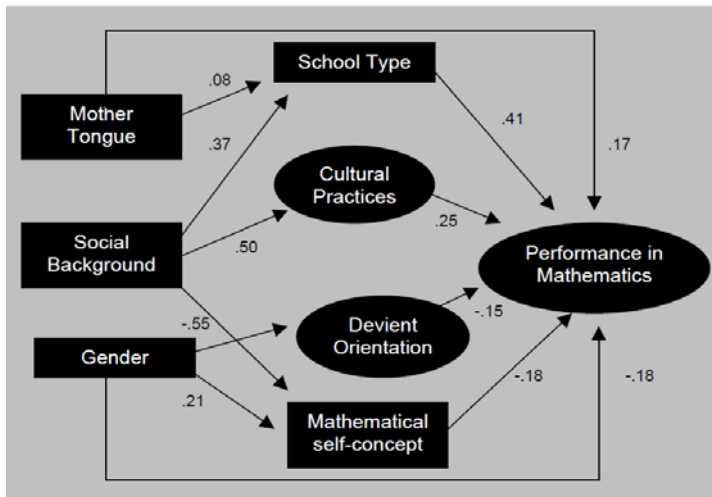 School Type
.08
Mother
Tongue
.37
.41
.17
Cultural
Practices
.25
Social
Background
.50
Performance in
Mathematics
-.55
Devient
Orientation
-.15
Gender
.21
-.18
-.18
Mathematical
self-concept